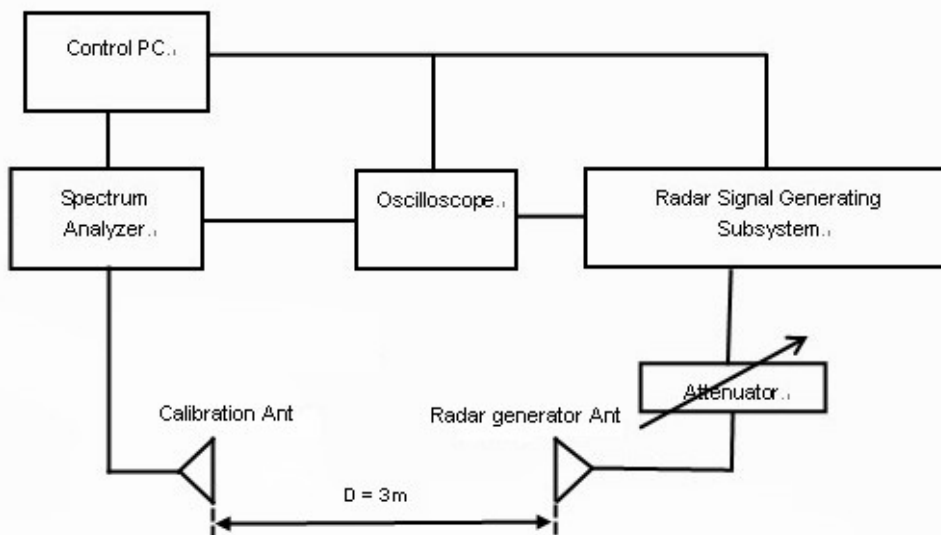 Control PC.
Spectrum
Analyzer.
Oscilloscope.
Radar Signal Generating
Subsystem.
Attenuator.
Calibration Ant
Radar generator Ant
D = 3m